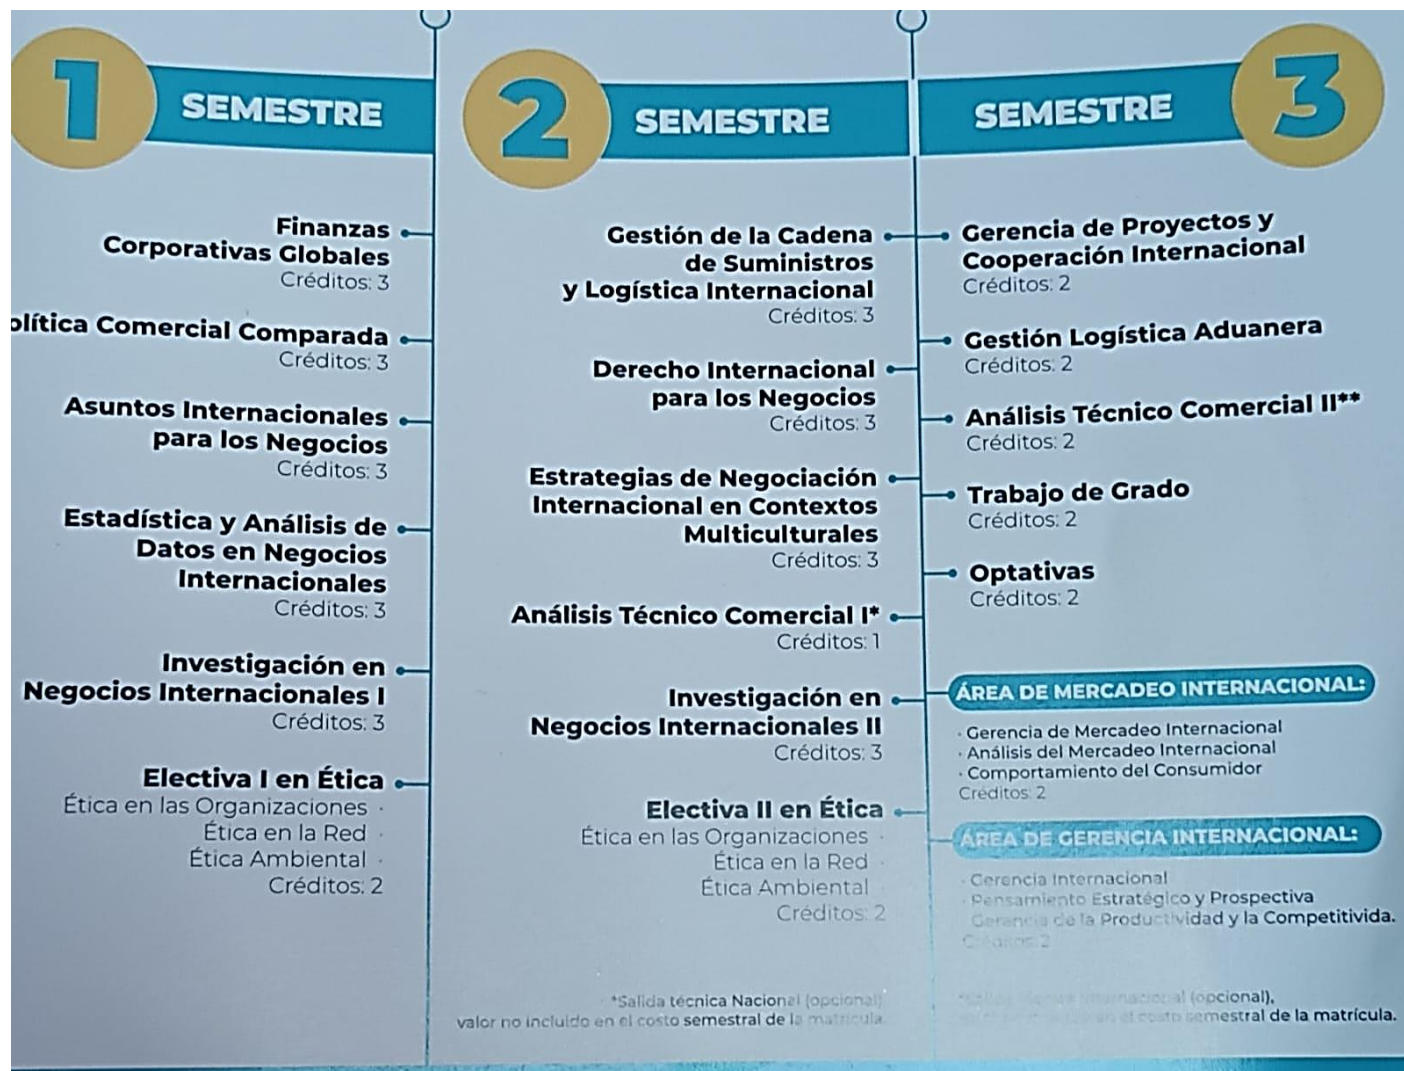 1
SEMESTRE
Finanzas
Corporativas Globales
Créditos: 3
olítica Comercial Comparada
Créditos: 3
Asuntos Internacionales
para los Negocios
Créditos: 3
Estadística y Análisis de
Datos en Negocios
Internacionales
Créditos: 3
Investigación en
Negocios Internacionales I
Créditos: 3
Electiva I en Ética
Ética en las Organizaciones ·
Ética en la Red ·
Ética Ambiental ·
Créditos: 2
2
SEMESTRE
Gestión de la Cadena
de Suministros
y Logística Internacional
Créditos: 3
Derecho Internacional
para los Negocios
Créditos: 3
Estrategias de Negociación
Internacional en Contextos
Multiculturales
Créditos: 3
Análisis Técnico Comercial I*
Créditos: 1
Investigación en
Negocios Internacionales II
Créditos: 3
Electiva II en Ética
Ética en las Organizaciones ·
Ética en la Red ·
Ética Ambiental
Créditos: 2
*Salida técnica Nacional (opcional)
valor no incluido en el costo semestral de la matrícula.
SEMESTRE
3
Gerencia de Proyectos y
Cooperación Internacional
Créditos: 2
Gestión Logística Aduanera
Créditos: 2
Análisis Técnico Comercial II**
Créditos: 2
Trabajo de Grado
Créditos: 2
Optativas
Créditos: 2
ÁREA DE MERCADEO INTERNACIONAL:
· Gerencia de Mercadeo Internacional
· Análisis del Mercadeo Internacional
· Comportamiento del Consumidor
Créditos: 2
ÁREA DE GERENCIA INTERNACIONAL:
· Gerencia Internacional
· Pensamiento Estratégico y Prospectiva
Gerencia de la Productividad y la Competitivida.
Créditos: 2
internacional (opcional),
en el costo semestral de la matrícula.